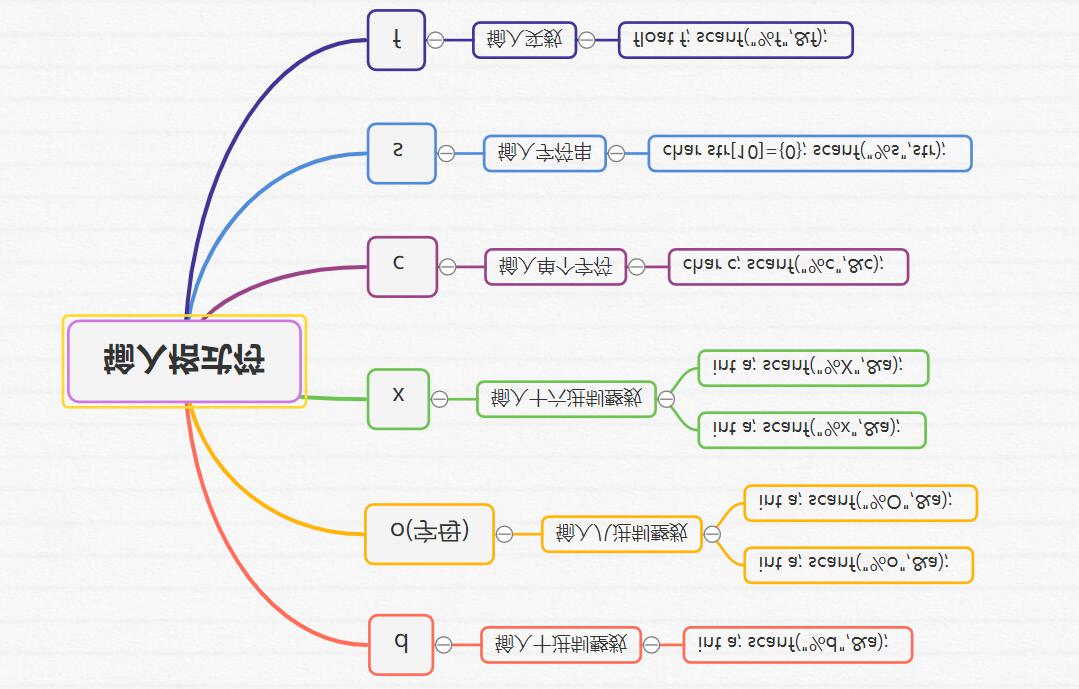 输入格式符
d
输入十进制整数
int a; scanf("%d",&a);
o(字母)
输入八进制整数
int a; scanf("%o",&a);
int a; scanf("%O",&a);
x
输入十六进制整数
int a; scanf("%x",&a);
int a; scanf("%X",&a);
c
输入单个字符
char c; scanf("%c",&c);
s
输入字符串
char str[10]={0}; scanf("%s",str);
f
输入实数
float f; scanf("%f",&f);